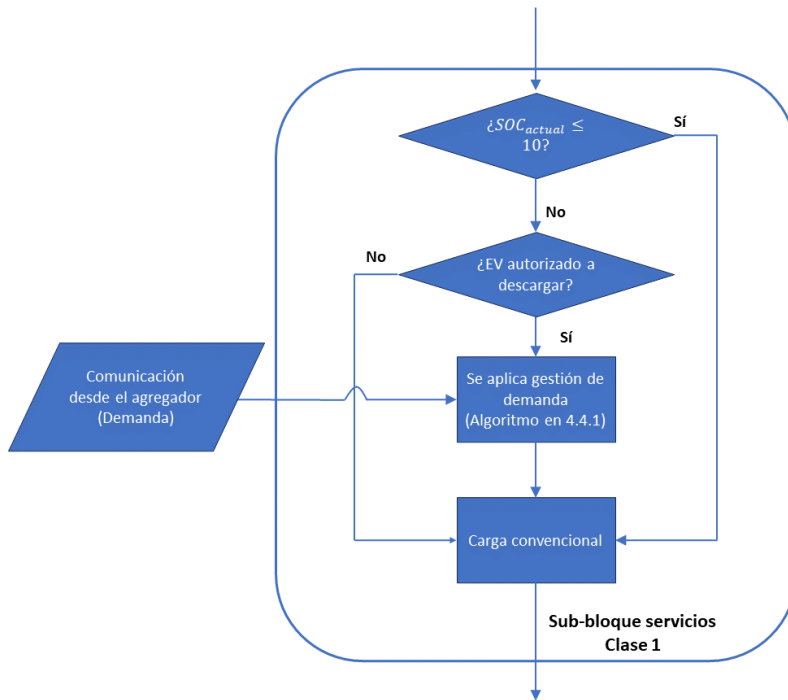 ¿SOC_actual ≤
10?
Sí
No
¿EV autorizado a
descargar?
No
Sí
Comunicación
desde el agregador
(Demanda)
Se aplica gestión de
demanda
(Algoritmo en 4.4.1)
Carga convencional
Sub-bloque servicios
Clase 1